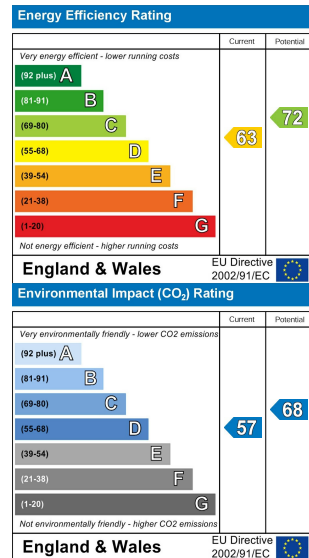 Energy Efficiency Rating
Current Potential
Very energy efficient - lower running costs
(92 plus) A
(81-91) B
(69-80) C
(55-68) D
(39-54) E
(21-38) F
(1-20) G
63
72
Not energy efficient - higher running costs
England & Wales
EU Directive
2002/91/EC
Environmental Impact (CO₂) Rating
Current Potential
Very environmentally friendly - lower CO2 emissions
(92 plus) A
(81-91) B
(69-80) C
(55-68) D
(39-54) E
(21-38) F
(1-20) G
57
68
Not environmentally friendly - higher CO2 emissions
England & Wales
EU Directive
2002/91/EC